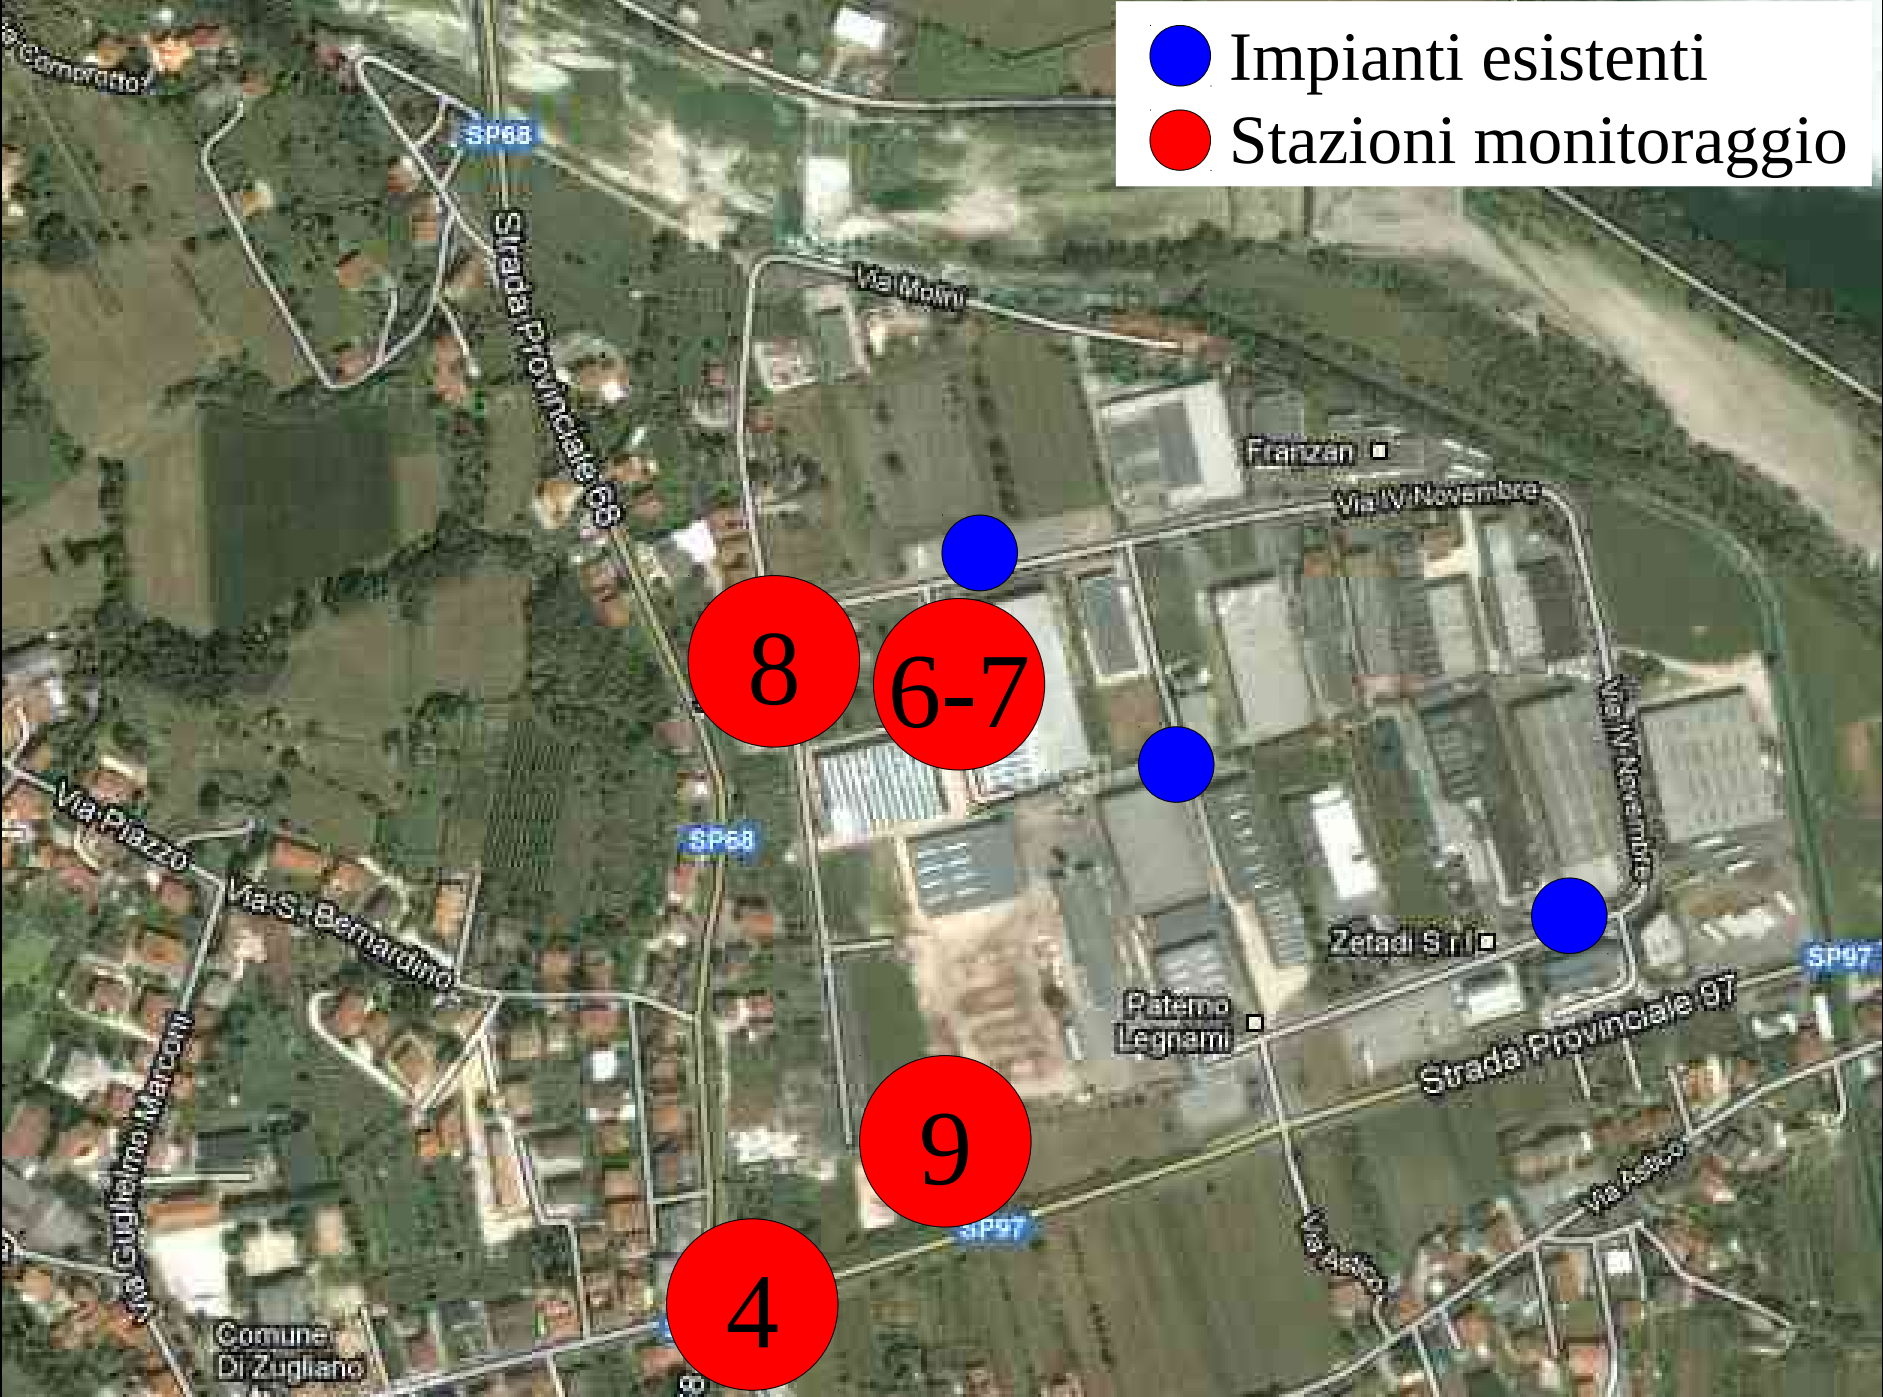 Impianti esistenti
Stazioni monitoraggio
SP68
Strada Provinciale 68
Via Molini
Franzan
Via IV Novembre
8
6-7
Via IV Novembre
Via Piazzo
SP68
Via S. Bernardino
Zetadi S.r.l
SP97
Paterno
Legnami
Strada Provinciale 97
Via Guglielmo Marconi
9
Via Astico
SP97
Via Astico
4
Comune
Di Zugliano